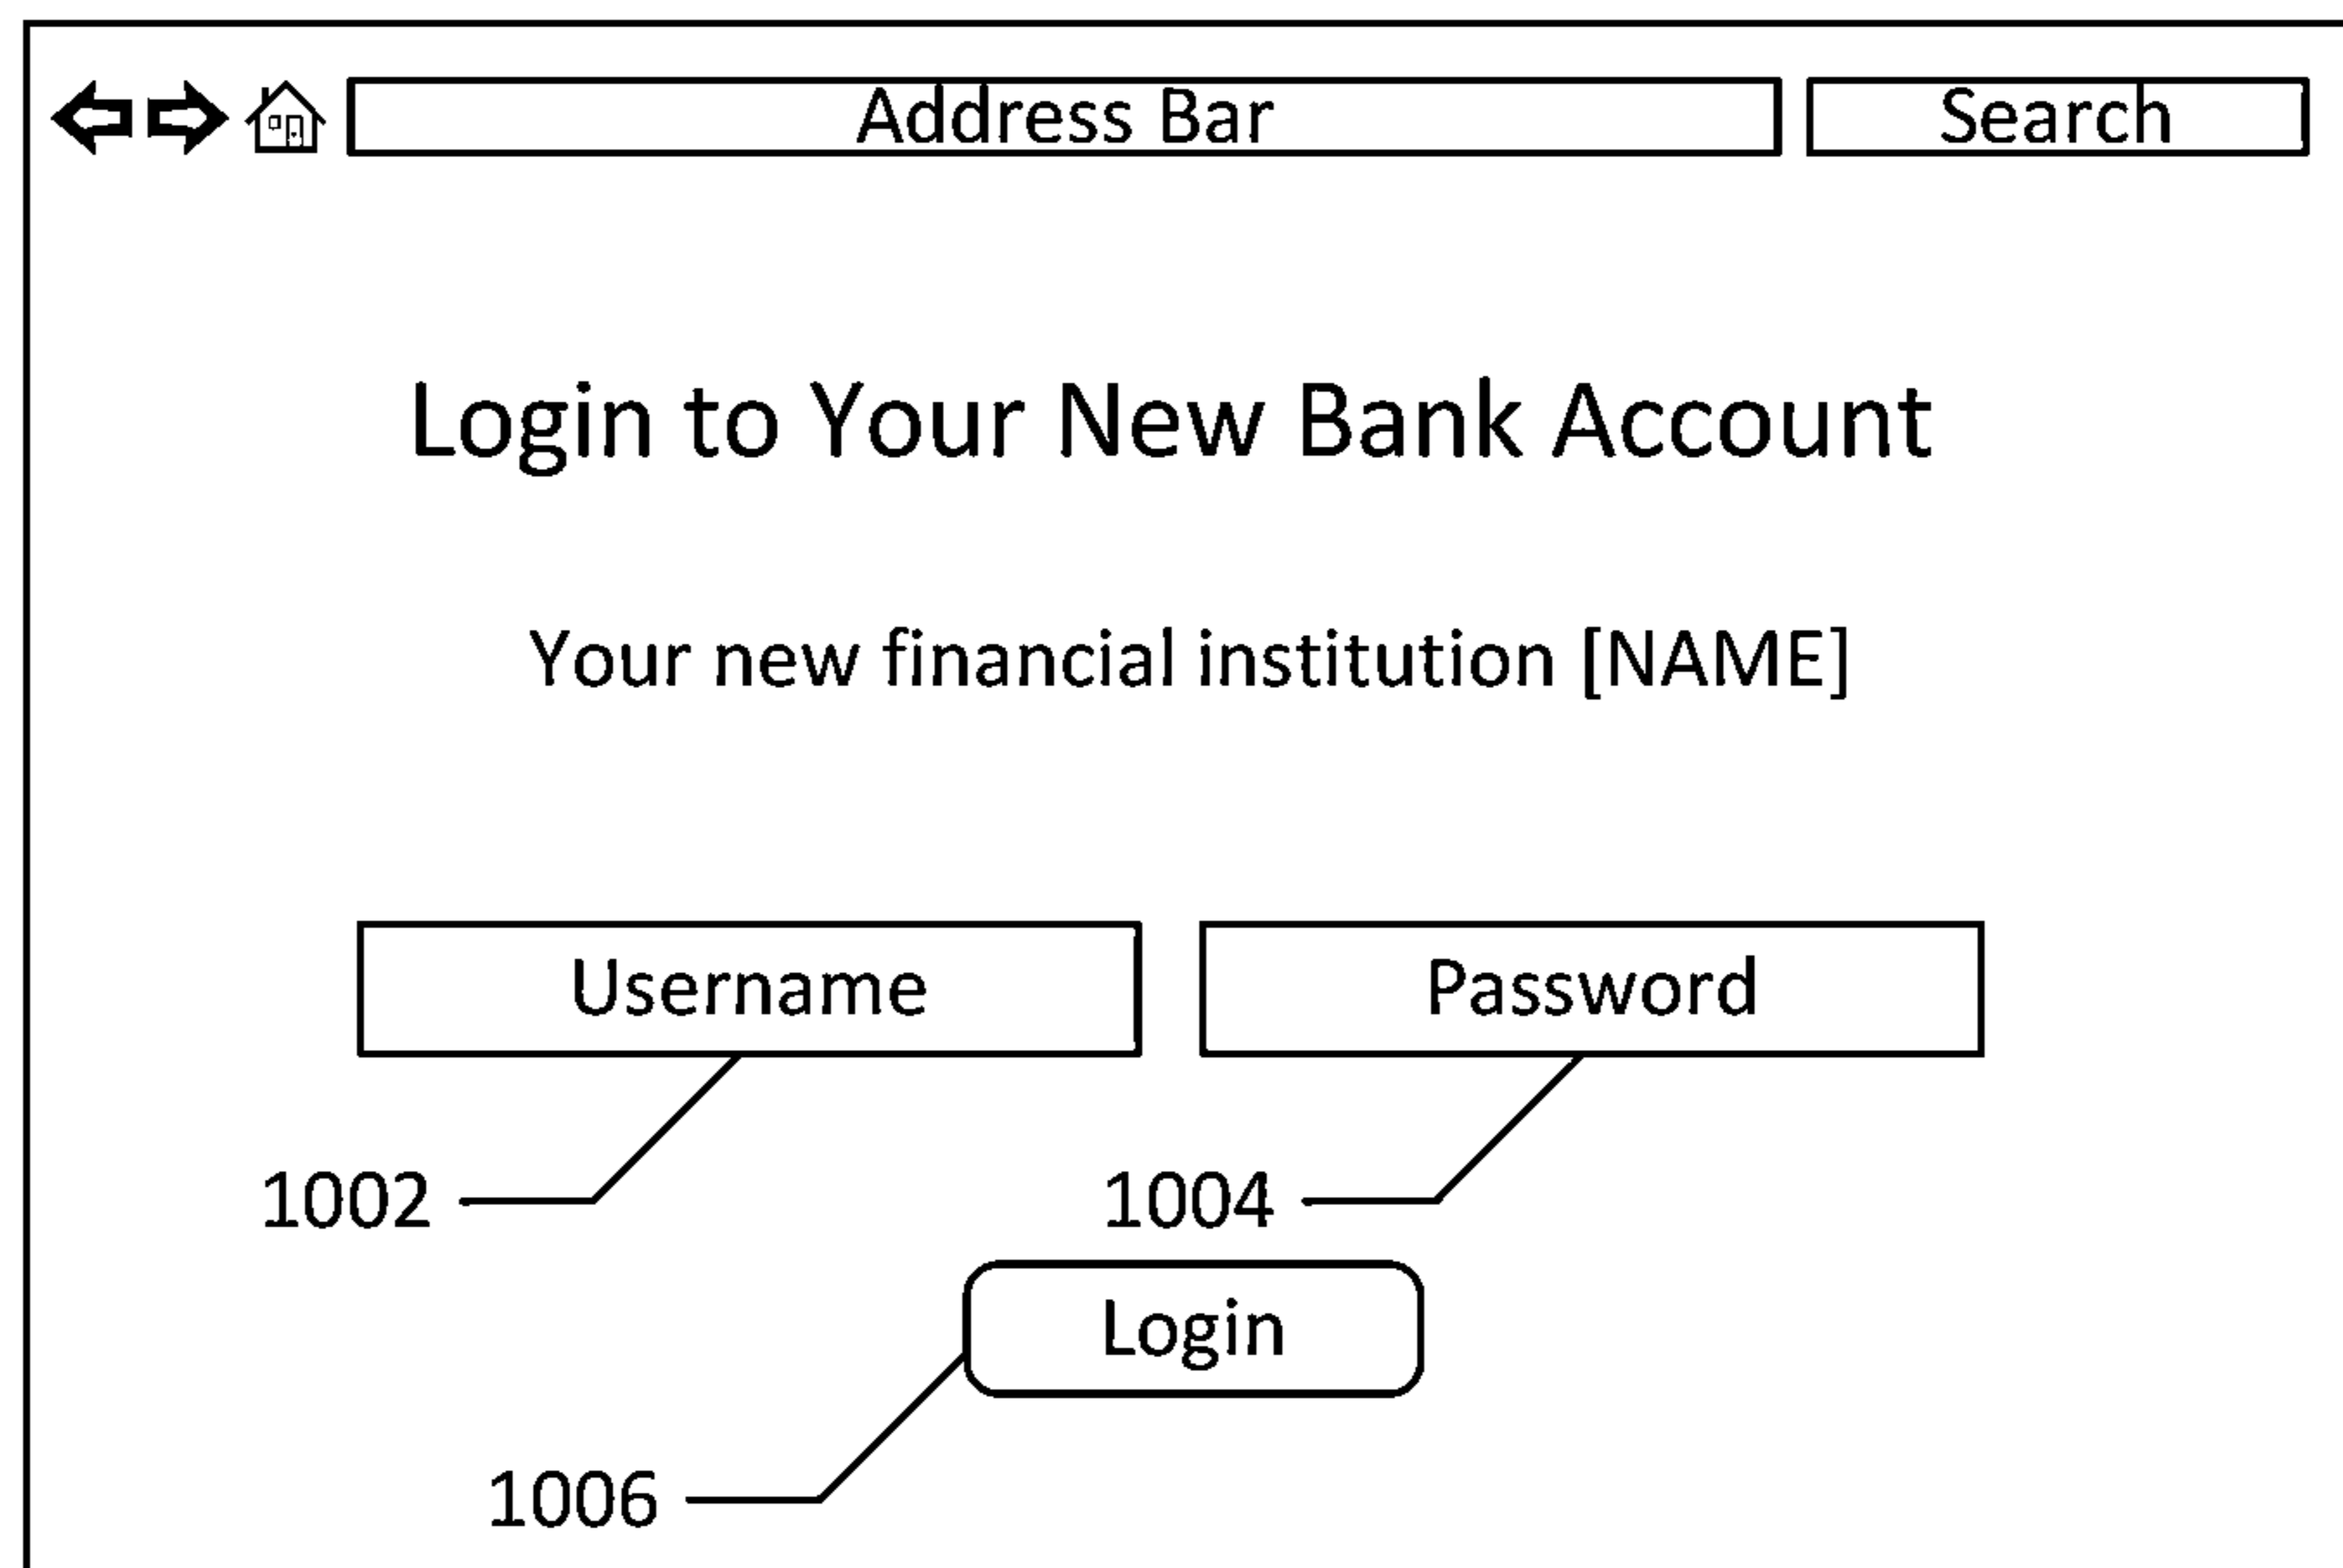 Address Bar Search
Login to Your New Bank Account
Your new financial institution [NAME]
Username Password
1002 1004
Login
1006